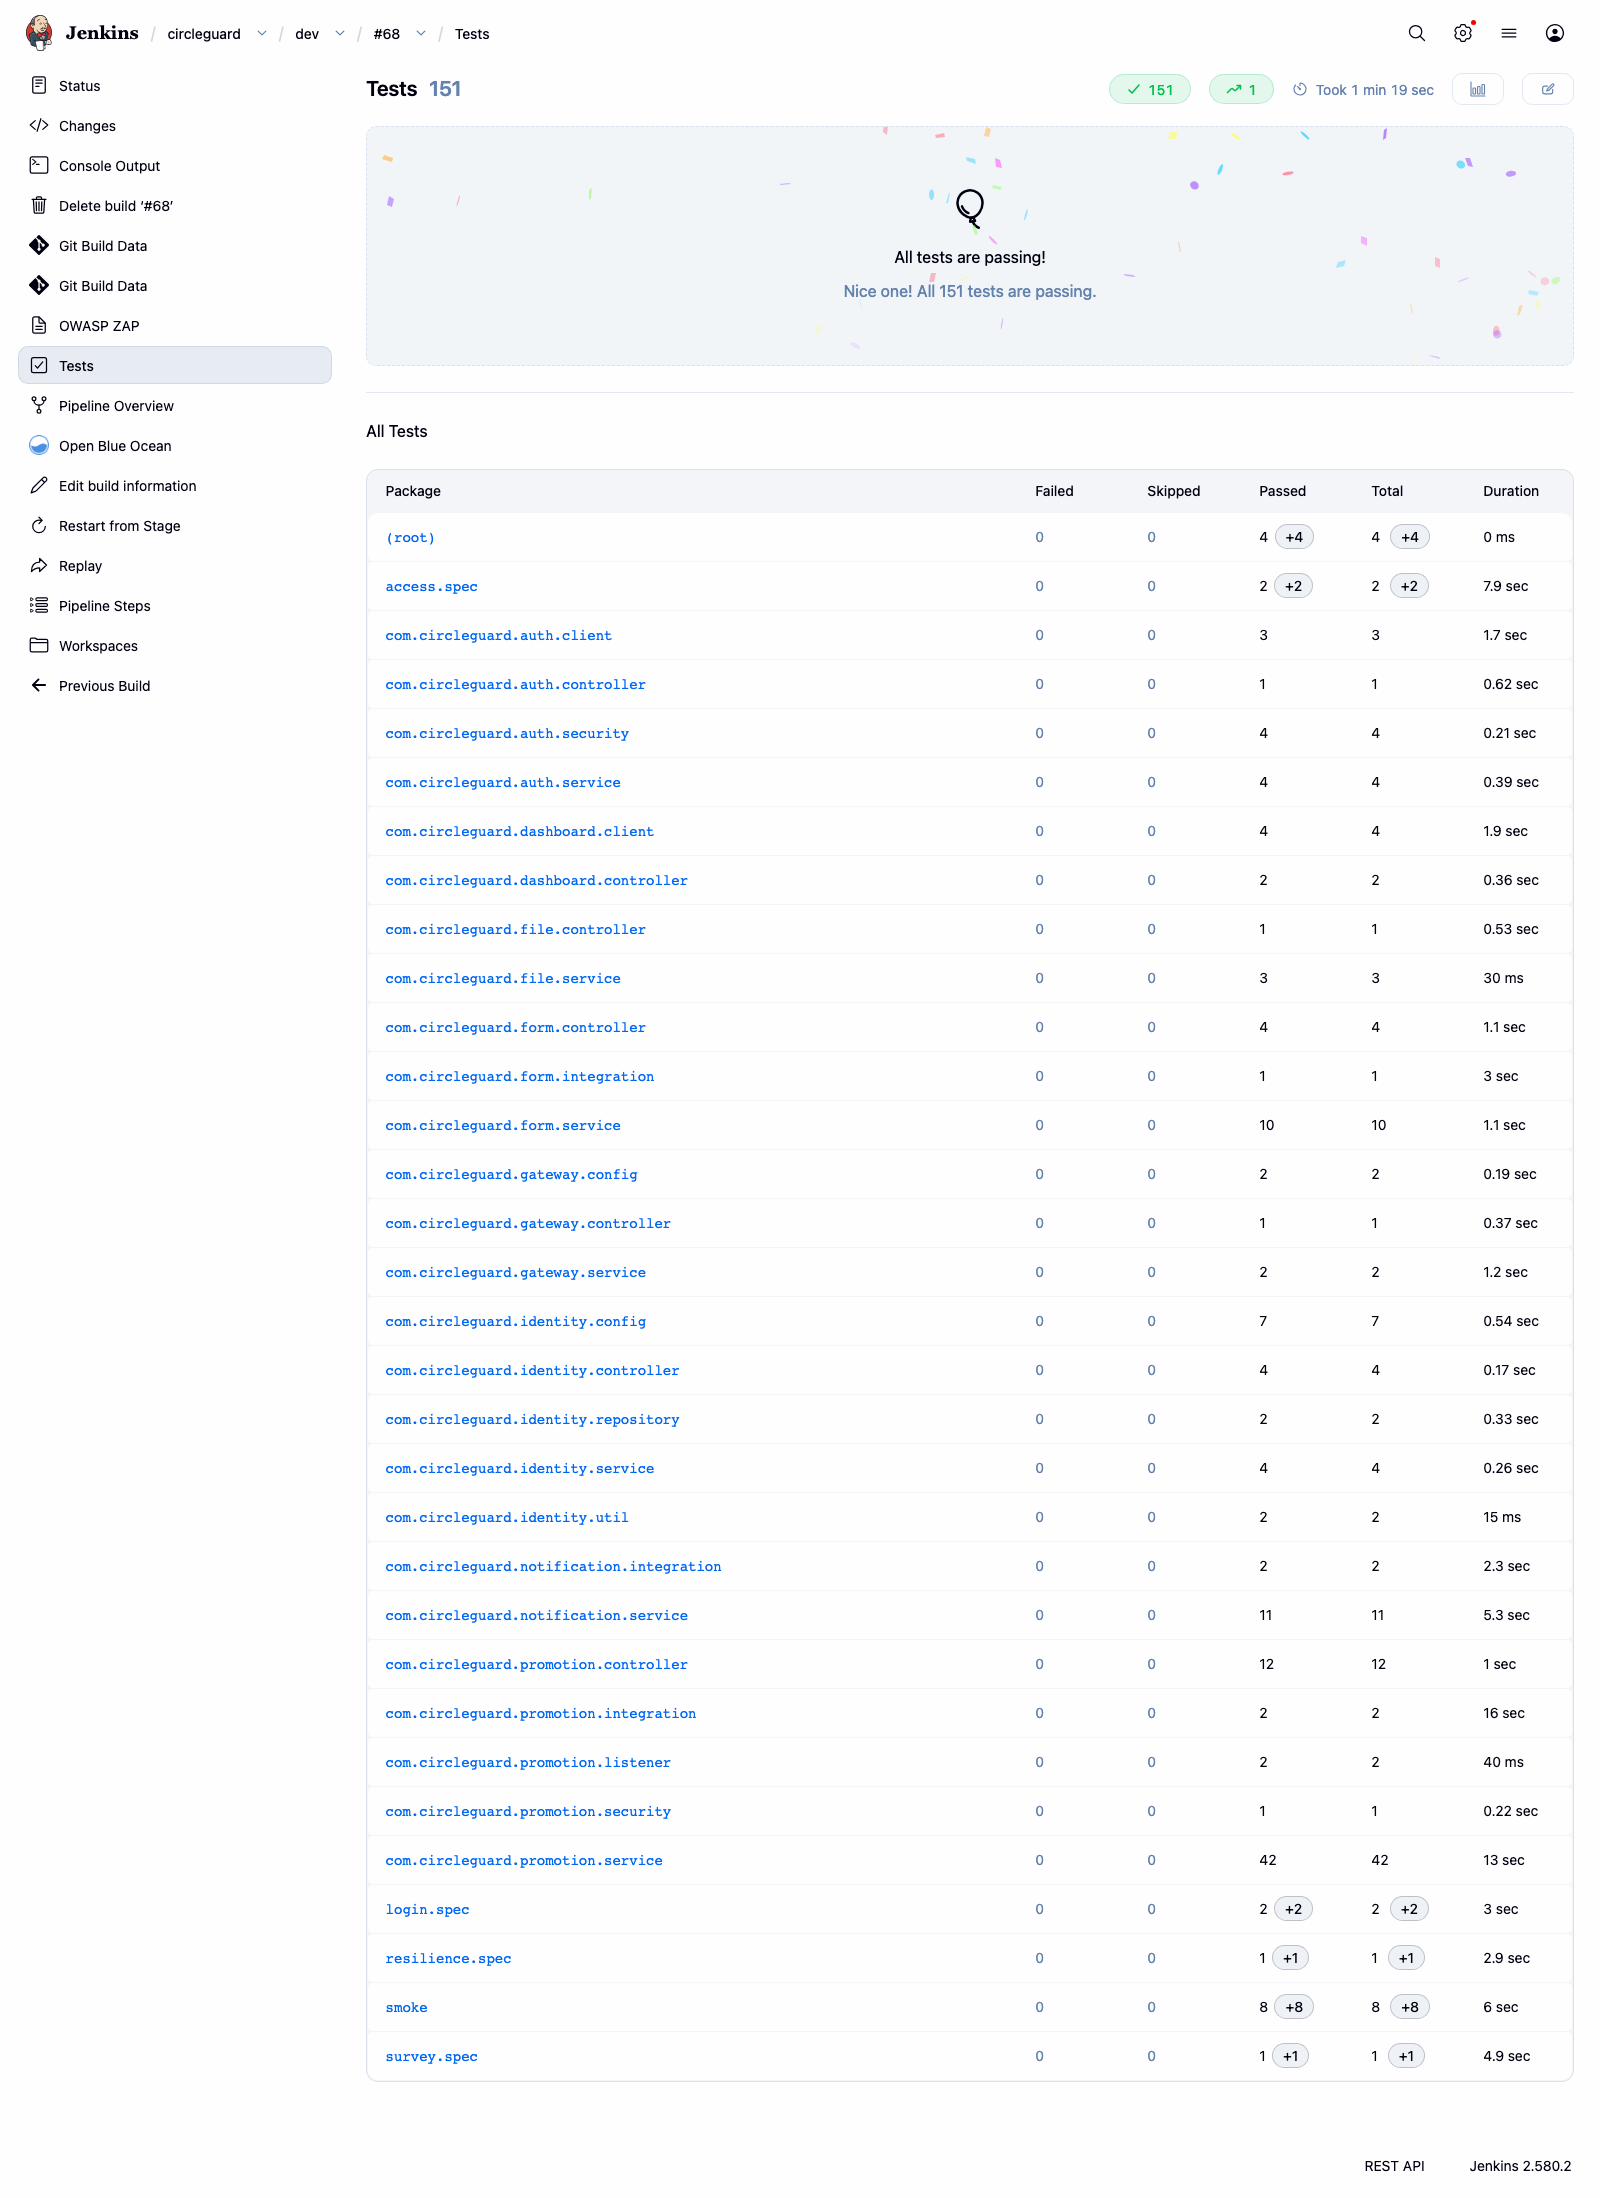 Jenkins / circleguard / dev / #68 / Tests
Status
Changes
Console Output
Delete build '#68'
Git Build Data
Git Build Data
OWASP ZAP
Tests
Pipeline Overview
Open Blue Ocean
Edit build information
Restart from Stage
Replay
Pipeline Steps
Workspaces
Previous Build
Tests 151
151 1 Took 1 min 19 sec
All tests are passing!
Nice one! All 151 tests are passing.
All Tests
Package Failed Skipped Passed Total Duration
(root) 0 0 4 +4 4 +4 0 ms
access.spec 0 0 2 +2 2 +2 7.9 sec
com.circleguard.auth.client 0 0 3 3 1.7 sec
com.circleguard.auth.controller 0 0 1 1 0.62 sec
com.circleguard.auth.security 0 0 4 4 0.21 sec
com.circleguard.auth.service 0 0 4 4 0.39 sec
com.circleguard.dashboard.client 0 0 4 4 1.9 sec
com.circleguard.dashboard.controller 0 0 2 2 0.36 sec
com.circleguard.file.controller 0 0 1 1 0.53 sec
com.circleguard.file.service 0 0 3 3 30 ms
com.circleguard.form.controller 0 0 4 4 1.1 sec
com.circleguard.form.integration 0 0 1 1 3 sec
com.circleguard.form.service 0 0 10 10 1.1 sec
com.circleguard.gateway.config 0 0 2 2 0.19 sec
com.circleguard.gateway.controller 0 0 1 1 0.37 sec
com.circleguard.gateway.service 0 0 2 2 1.2 sec
com.circleguard.identity.config 0 0 7 7 0.54 sec
com.circleguard.identity.controller 0 0 4 4 0.17 sec
com.circleguard.identity.repository 0 0 2 2 0.33 sec
com.circleguard.identity.service 0 0 4 4 0.26 sec
com.circleguard.identity.util 0 0 2 2 15 ms
com.circleguard.notification.integration 0 0 2 2 2.3 sec
com.circleguard.notification.service 0 0 11 11 5.3 sec
com.circleguard.promotion.controller 0 0 12 12 1 sec
com.circleguard.promotion.integration 0 0 2 2 16 sec
com.circleguard.promotion.listener 0 0 2 2 40 ms
com.circleguard.promotion.security 0 0 1 1 0.22 sec
com.circleguard.promotion.service 0 0 42 42 13 sec
login.spec 0 0 2 +2 2 +2 3 sec
resilience.spec 0 0 1 +1 1 +1 2.9 sec
smoke 0 0 8 +8 8 +8 6 sec
survey.spec 0 0 1 +1 1 +1 4.9 sec
REST API Jenkins 2.580.2